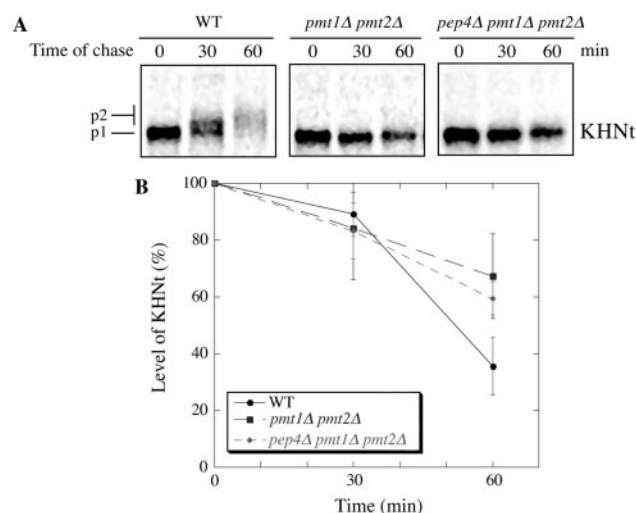 A
WT pmt1Δ pmt2Δ pep4Δ pmt1Δ pmt2Δ
Time of chase 0 30 60 0 30 60 0 30 60 min
p2
p1
KHNt
B
100
80
60
40
20
0
Level of KHNt (%)
WT
pmt1Δ pmt2Δ
pep4Δ pmt1Δ pmt2Δ
0 30 60
Time (min)